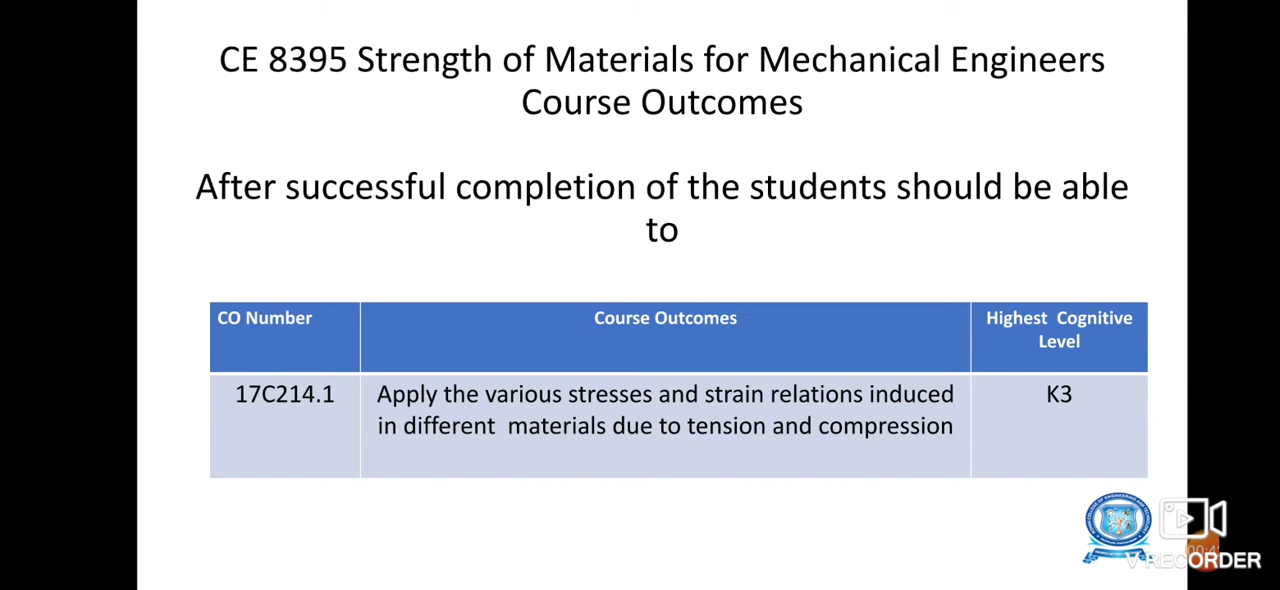 CE 8395 Strength of Materials for Mechanical Engineers
Course Outcomes
After successful completion of the students should be able
to
CO Number
Course Outcomes
Highest Cognitive
Level
17C214.1
Apply the various stresses and strain relations induced
in different materials due to tension and compression
K3
V RECORDER